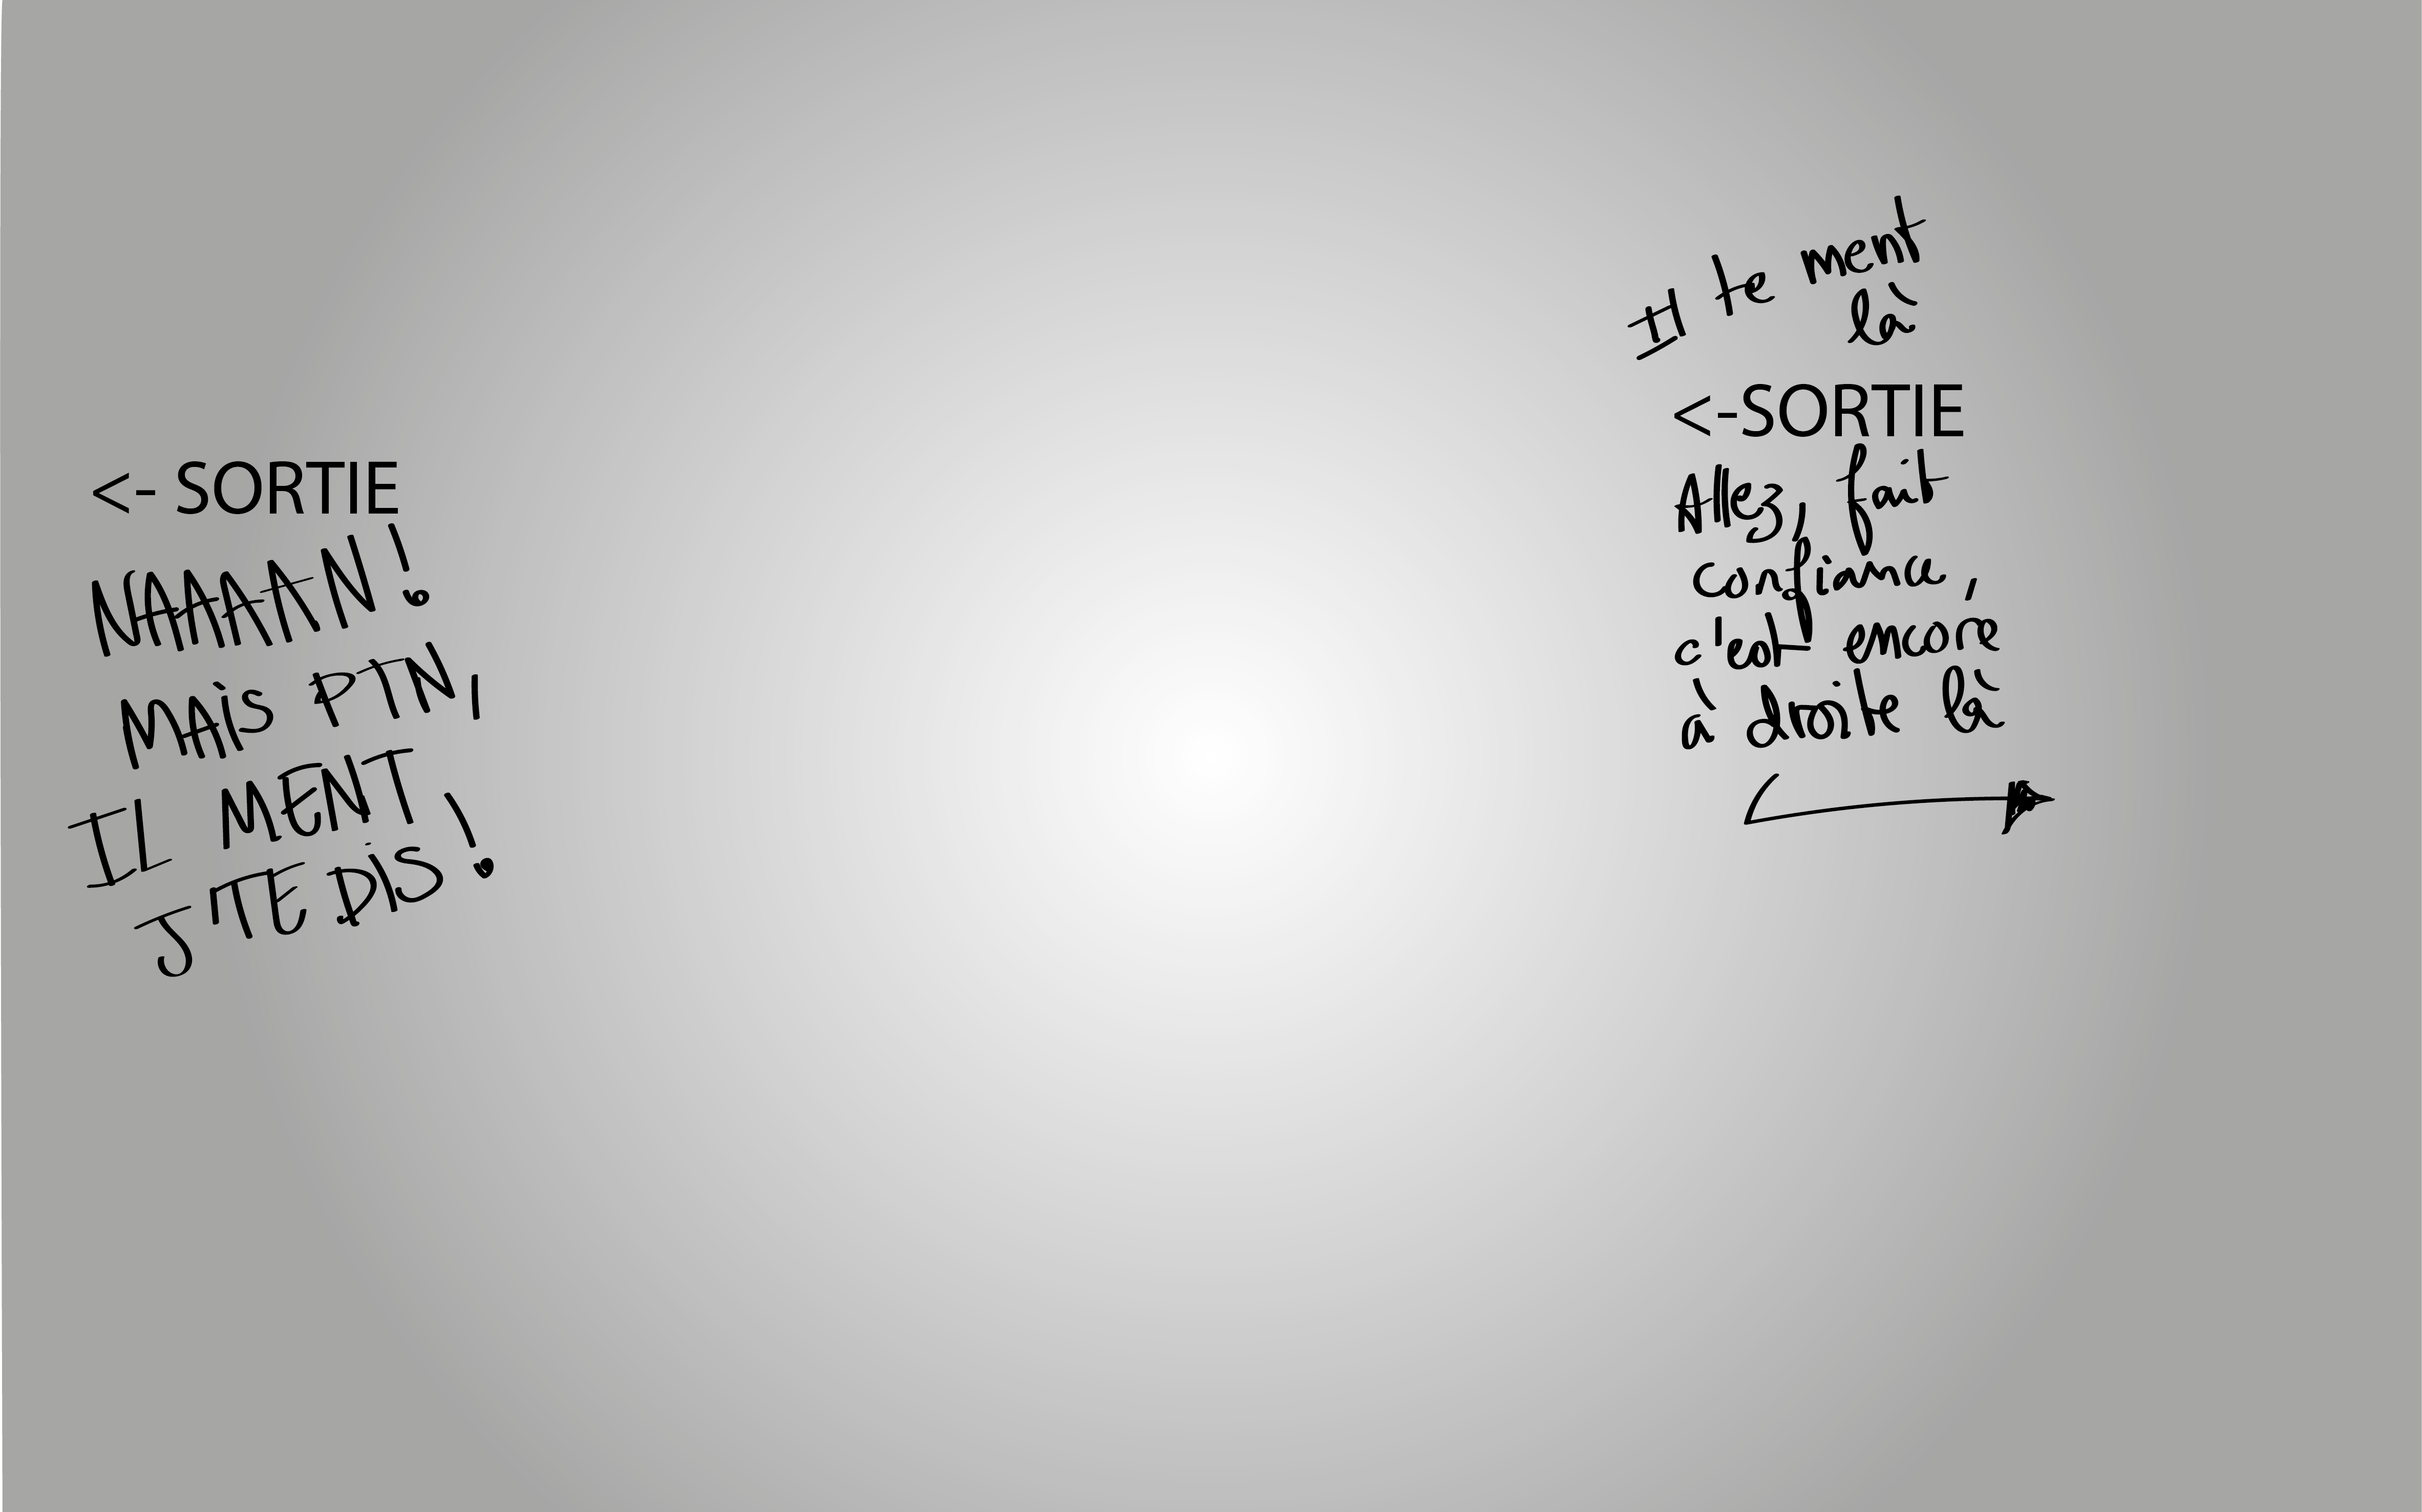 <- SORTIE
NAAAAN!
MAiS PTN,
IL MENT
J'TE DiS!
Il te ment
là
<-SORTIE
Allez, fait
confiance,
c'est encore
à droite là